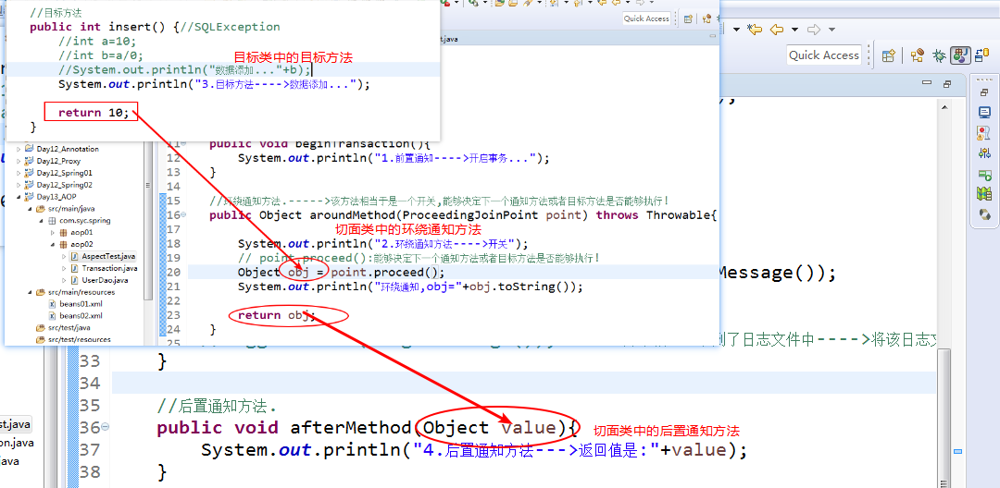 //目标方法
public int insert() {//SQLException
//int a=10;
//int b=a/0;
目标类中的目标方法
//System.out.println("数据添加..."+b);
System.out.println("3.目标方法---->数据添加...");
return 10;
}
Quick Access
t.java
Quick Access
Day12_Annotation
Day12_Proxy
Day12_Spring01
Day12_Spring02
Day13_AOP
src/main/java
com.syc.spring
aop01
aop02
AspectTest.java
Transaction.java
UserDao.java
src/main/resources
beans01.xml
beans02.xml
src/test/java
src/test/resources
11 public void beginTransaction(){
12 System.out.println("1.前置通知---->开启事务...");
13 }
14
15 //环绕通知方法.----->该方法相当于是一个开关,能够决定下一个通知方法或者目标方法是否能够执行!
16 public Object aroundMethod(ProceedingJoinPoint point) throws Throwable{
17 切面类中的环绕通知方法
18 System.out.println("2.环绕通知方法---->开关");
19 // point.proceed():能够决定下一个通知方法或者目标方法是否能够执行!
20 Object obj = point.proceed();
21 System.out.println("环绕通知,obj="+obj.toString());
22
23 return obj;
24 }
25
Message());
到了日志文件中---->将该日志文
33 }
34
35 //后置通知方法.
36 public void afterMethod(Object value){
切面类中的后置通知方法
37 System.out.println("4.后置通知方法--->返回值是:"+value);
38 }
st.java
on.java
java